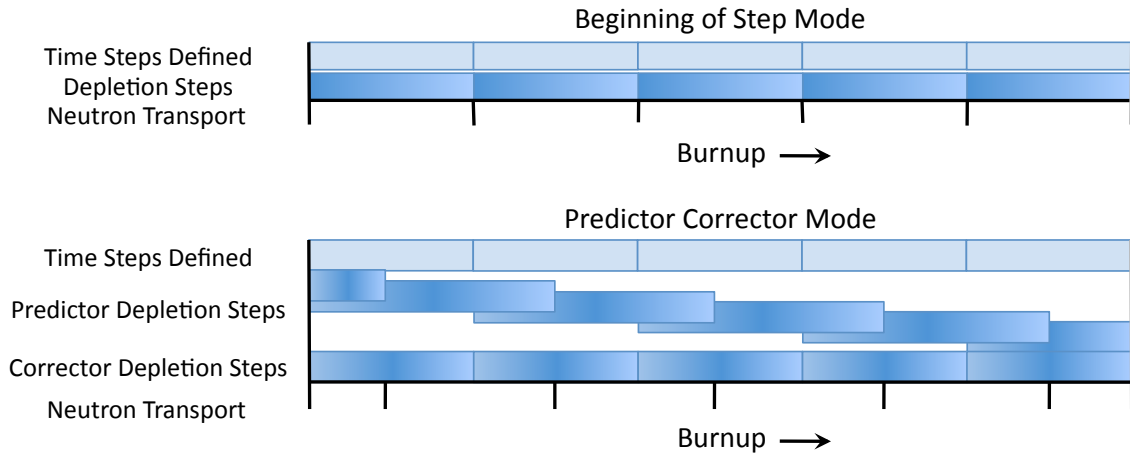 Beginning of Step Mode
Time Steps Defined
Depletion Steps
Neutron Transport
Burnup
Predictor Corrector Mode
Time Steps Defined
Predictor Depletion Steps
Corrector Depletion Steps
Neutron Transport
Burnup